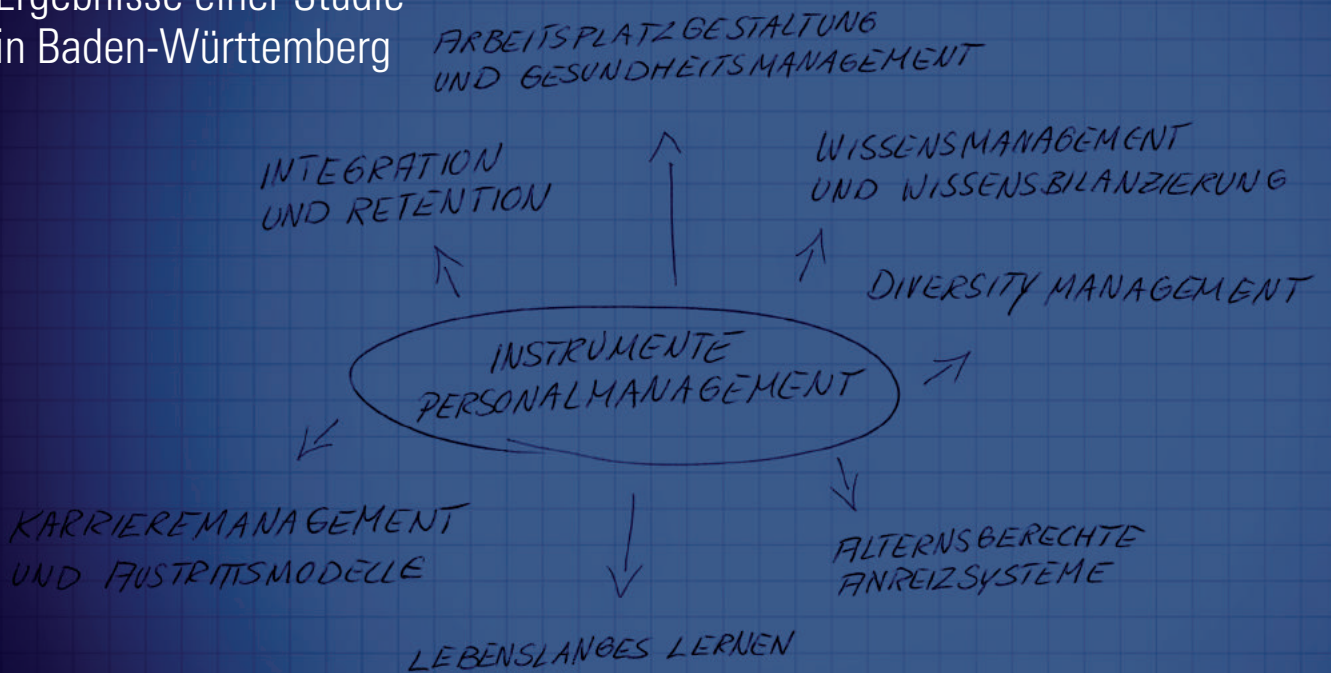 Ergebnisse einer Studie
in Baden-Württemberg
ARBEITSPLATZGESTALTUNG
UND GESUNDHEITSMANAGEMENT
INTEGRATION
UND RETENTION
WISSENSMANAGEMENT
UND WISSENSBILANZIERUNG
DIVERSITY MANAGEMENT
INSTRUMENTE
PERSONALMANAGEMENT
KARRIEREMANAGEMENT
UND AUSTRITTSMODELLE
ALTERNSGERECHTE
ANREIZSYSTEME
LEBENSLANGES LERNEN